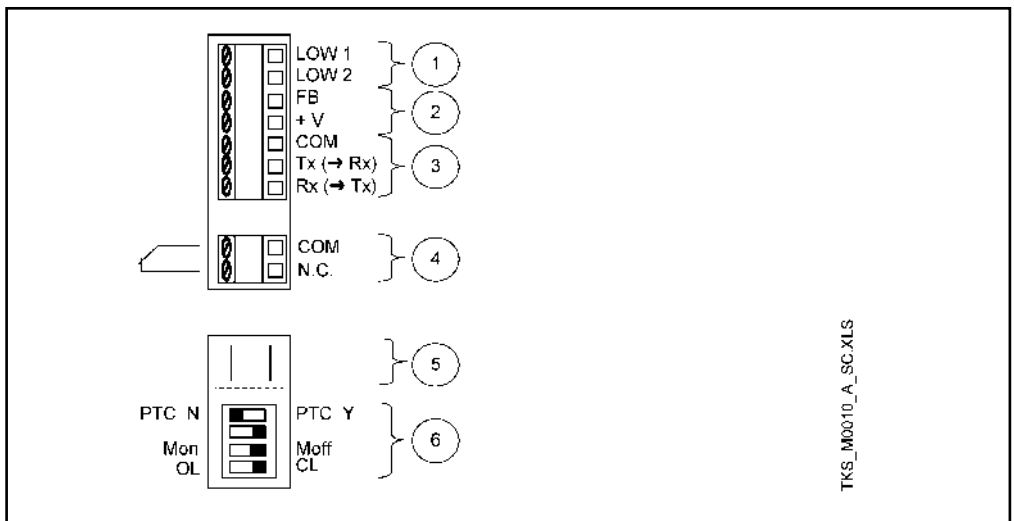 LOW 1
LOW 2
1
FB
+ V
2
COM
Tx (→ Rx)
Rx (→ Tx)
3
COM
N.C.
4
5
PTC N
PTC Y
Mon
Moff
OL
CL
6
TKS_M0010_A_SC.XLS